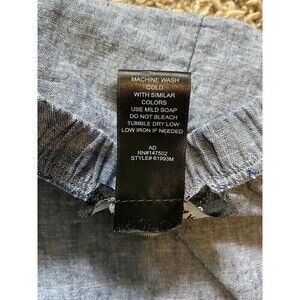 MACHINE WASH
COLD
WITH SIMILAR
COLORS
USE MILD SOAP
DO NOT BLEACH
TUMBLE DRY LOW
LOW IRON IF NEEDED
AD
RN#147502
STYLE# 61993M